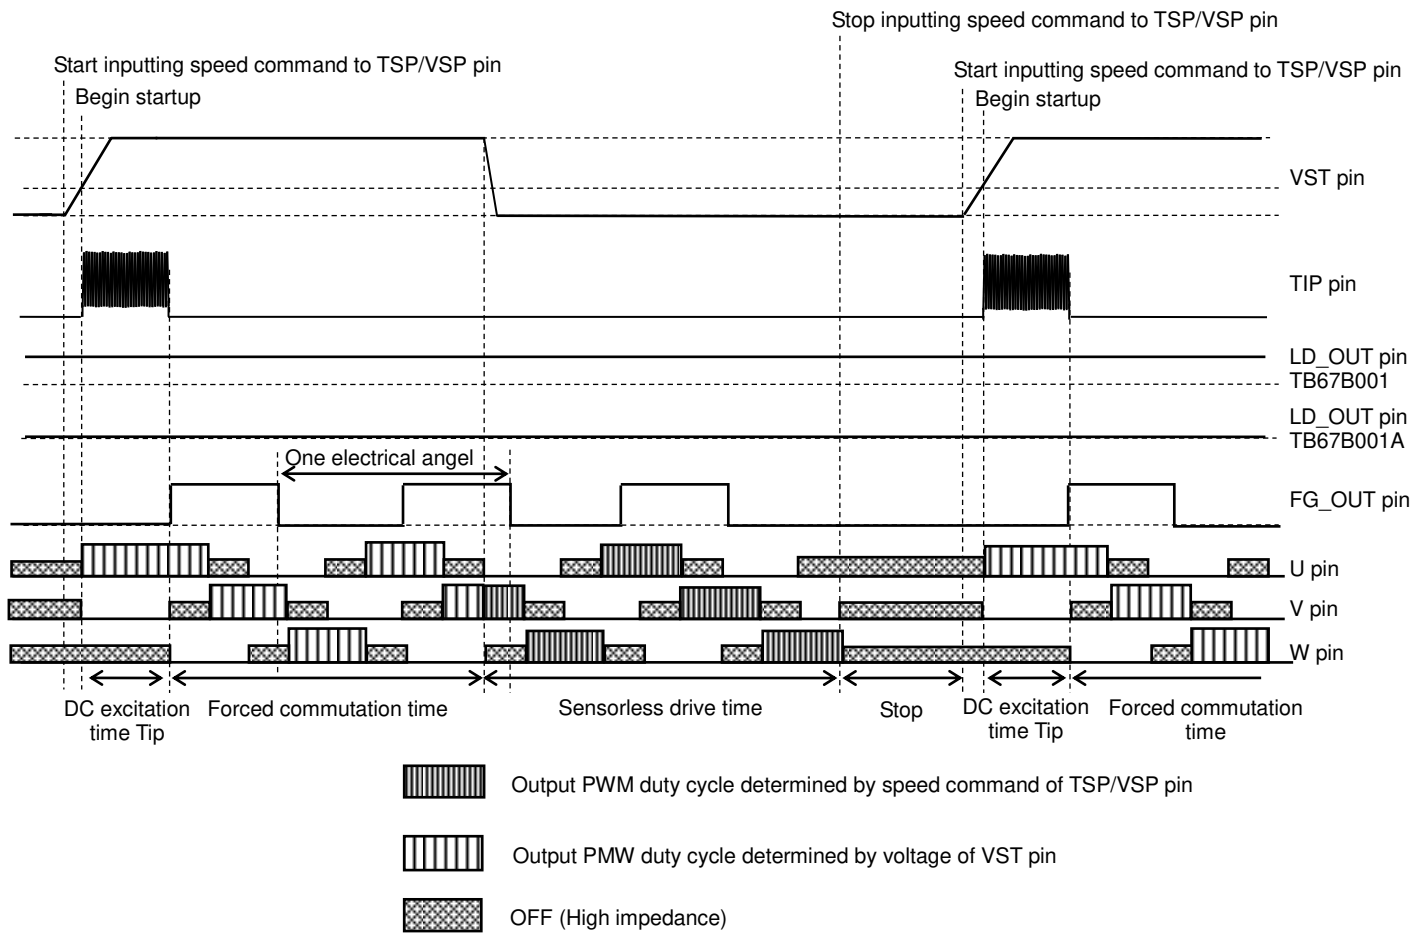 Stop inputting speed command to TSP/VSP pin
Start inputting speed command to TSP/VSP pin
Start inputting speed command to TSP/VSP pin
Begin startup
Begin startup
VST pin
TIP pin
LD_OUT pin
TB67B001
LD_OUT pin
TB67B001A
One electrical angel
FG_OUT pin
U pin
V pin
W pin
DC excitation
time Tip
Forced commutation time
Sensorless drive time
Stop
DC excitation
time Tip
Forced commutation
time
Output PWM duty cycle determined by speed command of TSP/VSP pin
Output PMW duty cycle determined by voltage of VST pin
OFF (High impedance)